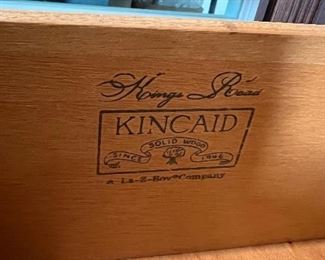 Kings Road
KINCAID
SOLID WOOD
SINCE 1946
a La-Z-Boy® Company